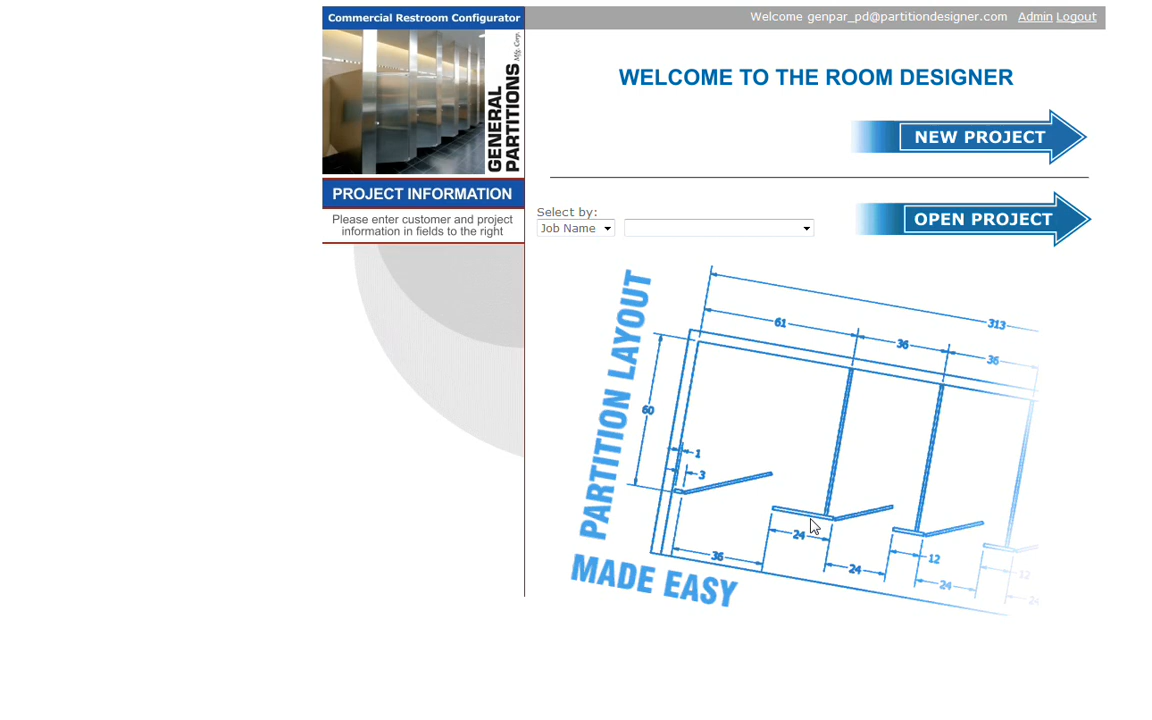 Commercial Restroom Configurator
Welcome genpar_pd@partitiondesigner.com Admin Logout
GENERAL
PARTITIONS Mfg. Corp.
WELCOME TO THE ROOM DESIGNER
NEW PROJECT
PROJECT INFORMATION
Please enter customer and project
information in fields to the right
Select by:
Job Name
OPEN PROJECT
PARTITION LAYOUT
MADE EASY
313
61
36
36
60
1
3
24
12
36
24
24
12
24